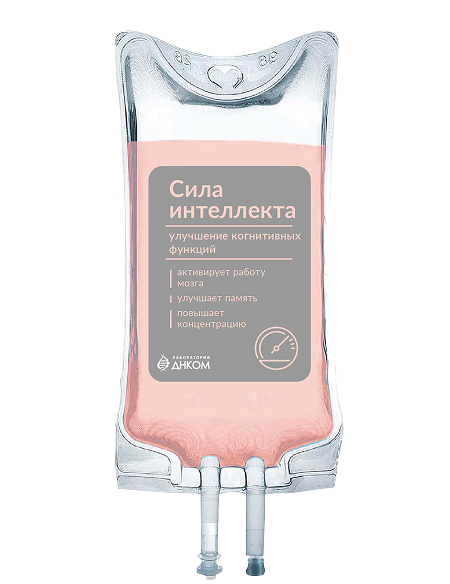 Сила
интеллекта
улучшение когнитивных
функций
активирует работу
мозга
улучшает память
повышает
концентрацию
ЛАБОРАТОРИЯ
ДНКОМ